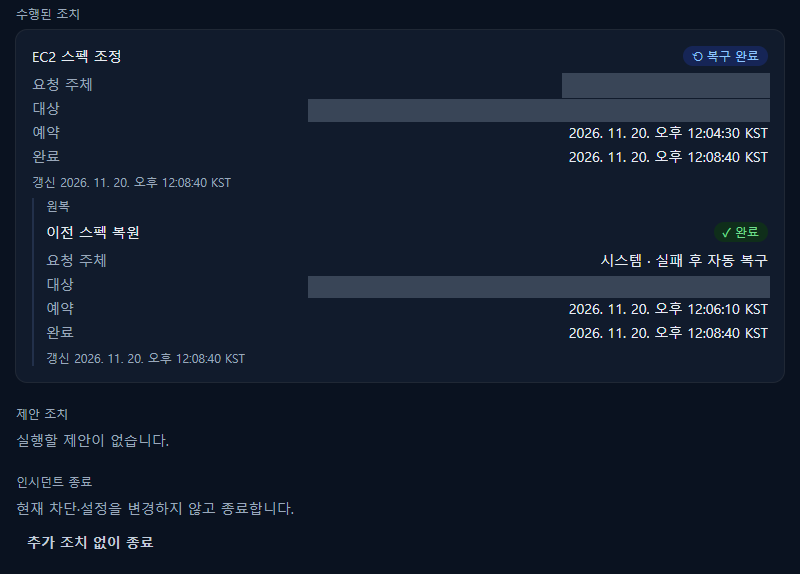 수행된 조치
EC2 스펙 조정
복구 완료
요청 주체
대상
예약 2026. 11. 20. 오후 12:04:30 KST
완료 2026. 11. 20. 오후 12:08:40 KST
갱신 2026. 11. 20. 오후 12:08:40 KST
원복
이전 스펙 복원
✓ 완료
요청 주체 시스템 · 실패 후 자동 복구
대상
예약 2026. 11. 20. 오후 12:06:10 KST
완료 2026. 11. 20. 오후 12:08:40 KST
갱신 2026. 11. 20. 오후 12:08:40 KST
제안 조치
실행할 제안이 없습니다.
인시던트 종료
현재 차단·설정을 변경하지 않고 종료합니다.
추가 조치 없이 종료